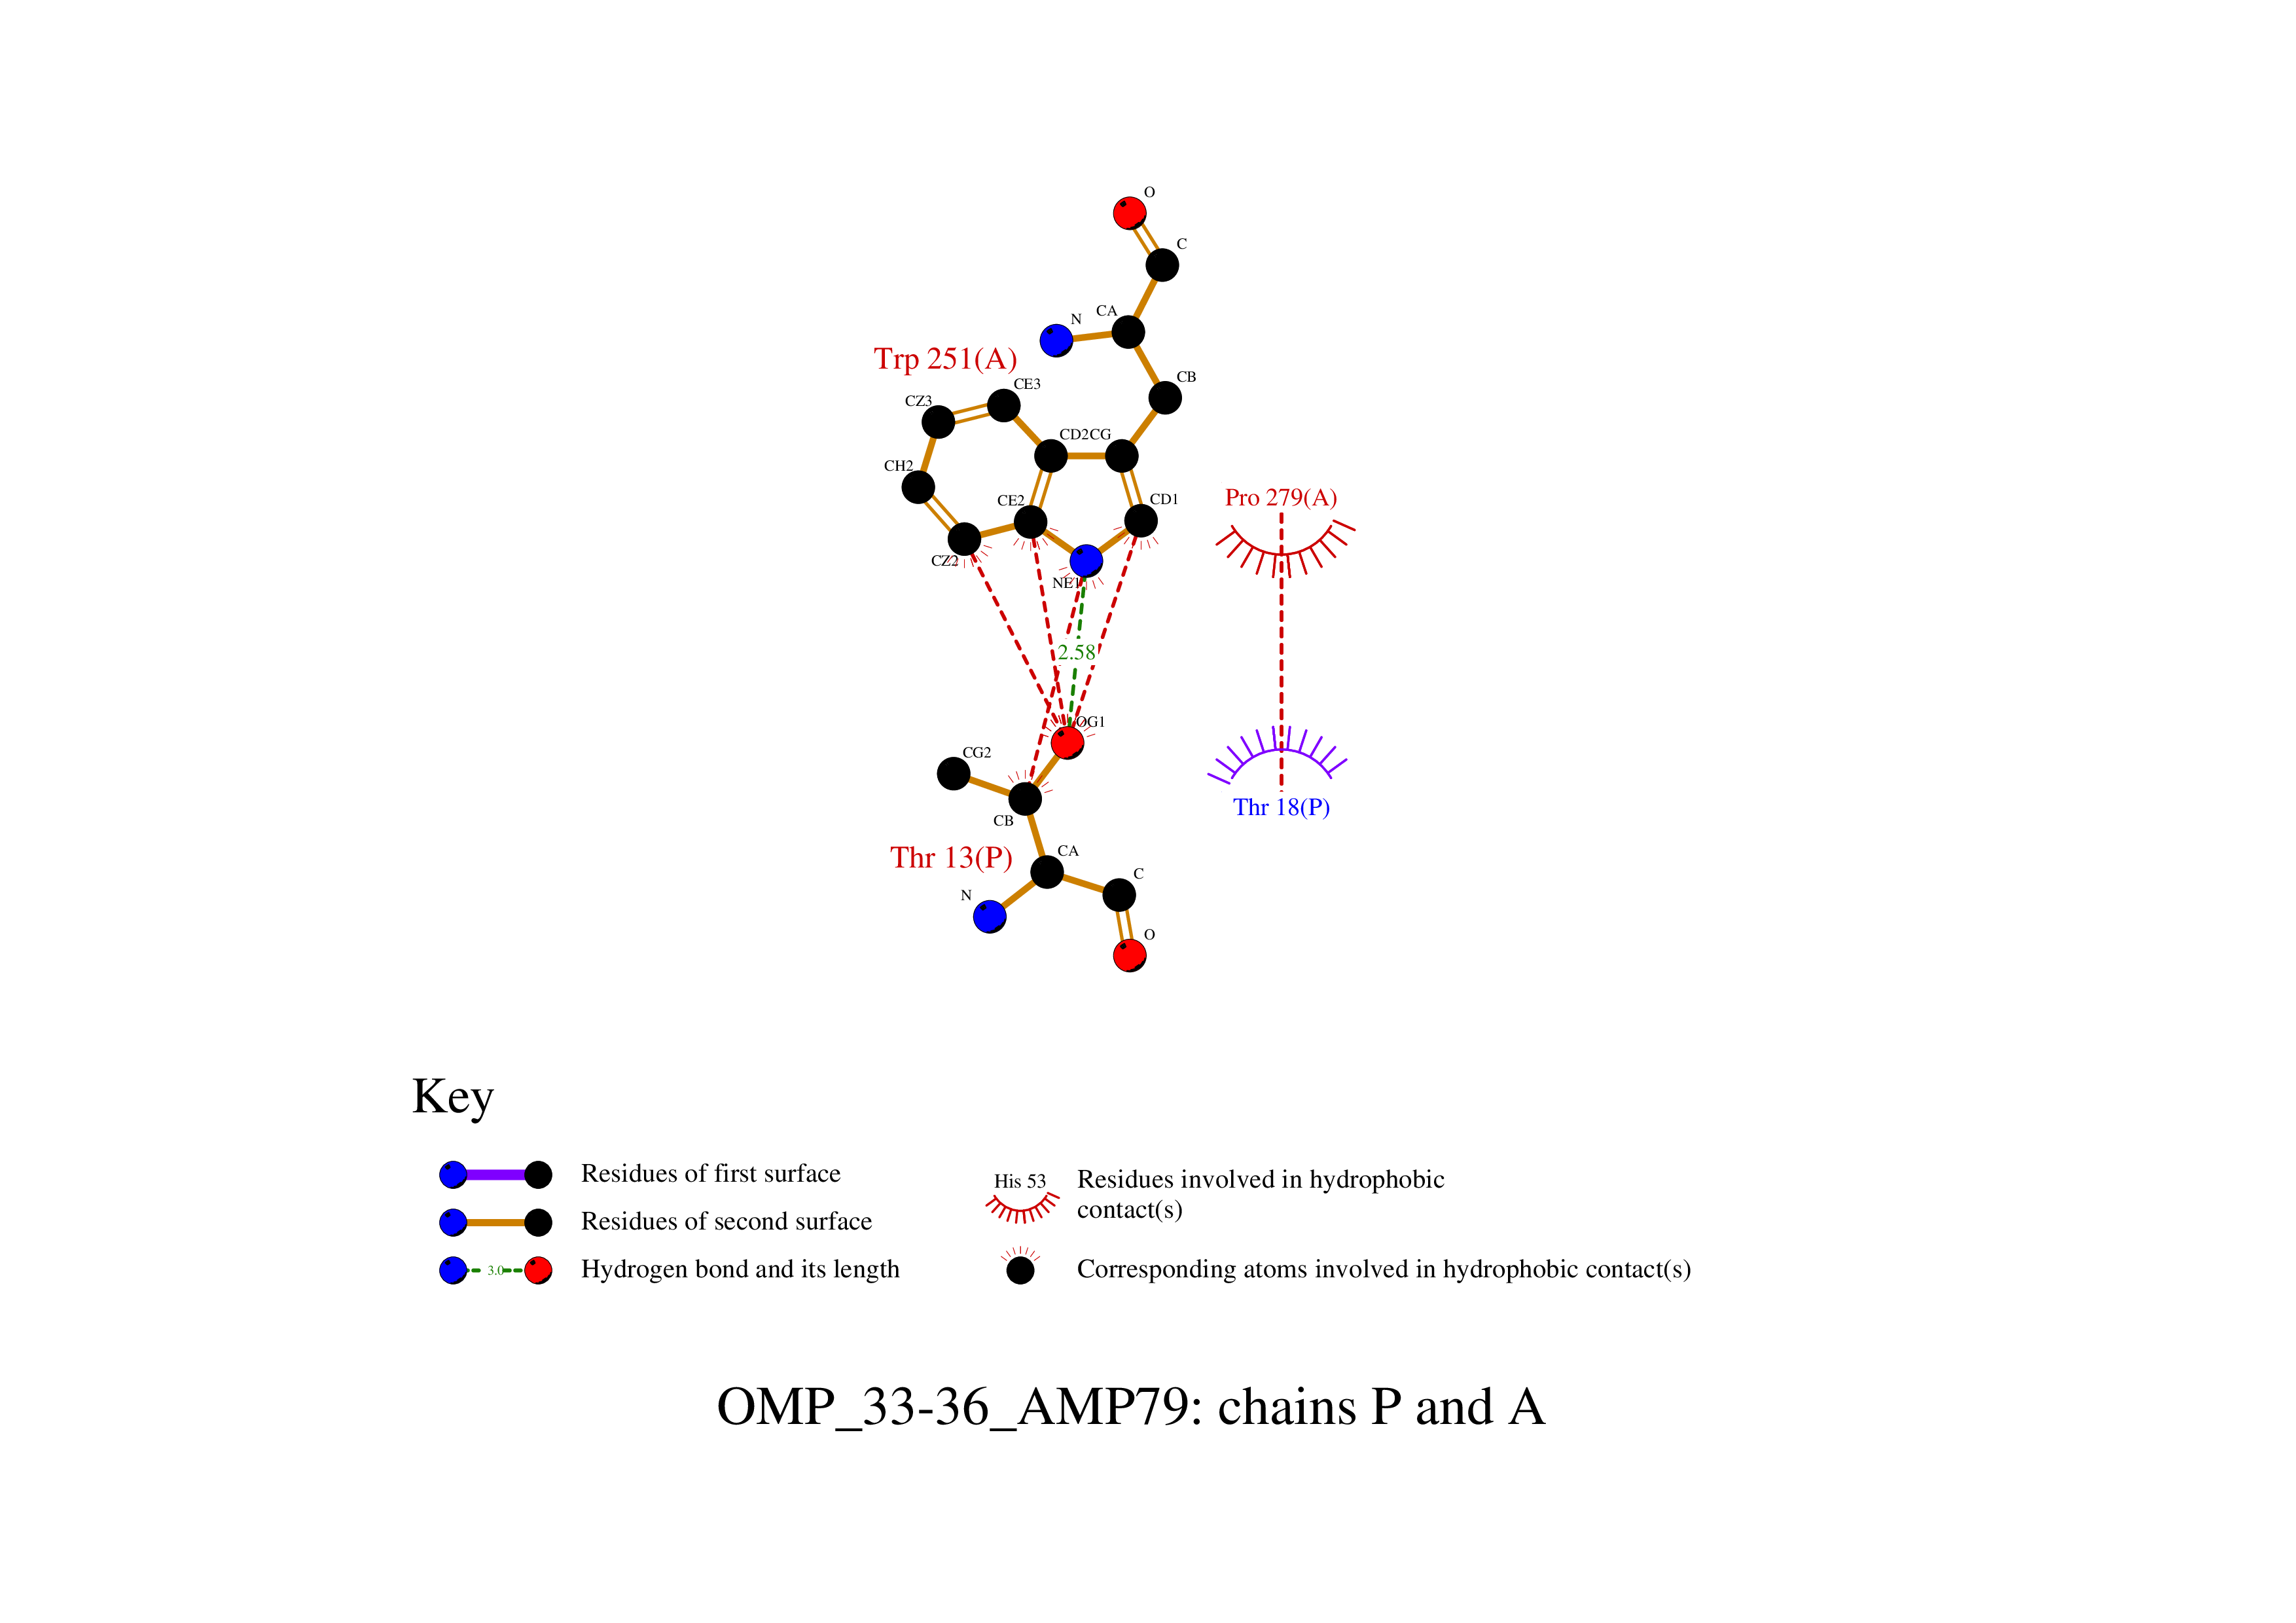 O
C
CA
N
Trp 251(A)
CB
CE3
CZ3
CD2CG
CH2
CE2
CD1
Pro 279(A)
CZ2
NE1
2.58
OG1
CG2
Thr 18(P)
CB
Thr 13(P)
CA
C
N
O
Key
Residues of first surface
Residues of second surface
3.0
Hydrogen bond and its length
His 53
Residues involved in hydrophobic
contact(s)
Corresponding atoms involved in hydrophobic contact(s)
OMP_33-36_AMP79: chains P and A